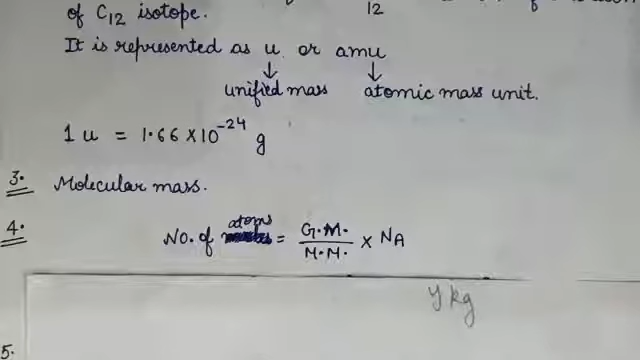 of C12 isotope.
12
It is represented as u or amu
unified mass atomic mass unit.
1 u = 1.66 × 10⁻²⁴ g
3. Molecular mass.
4. NO. of atoms = G.M. / M.M. × NA
y kg
5.